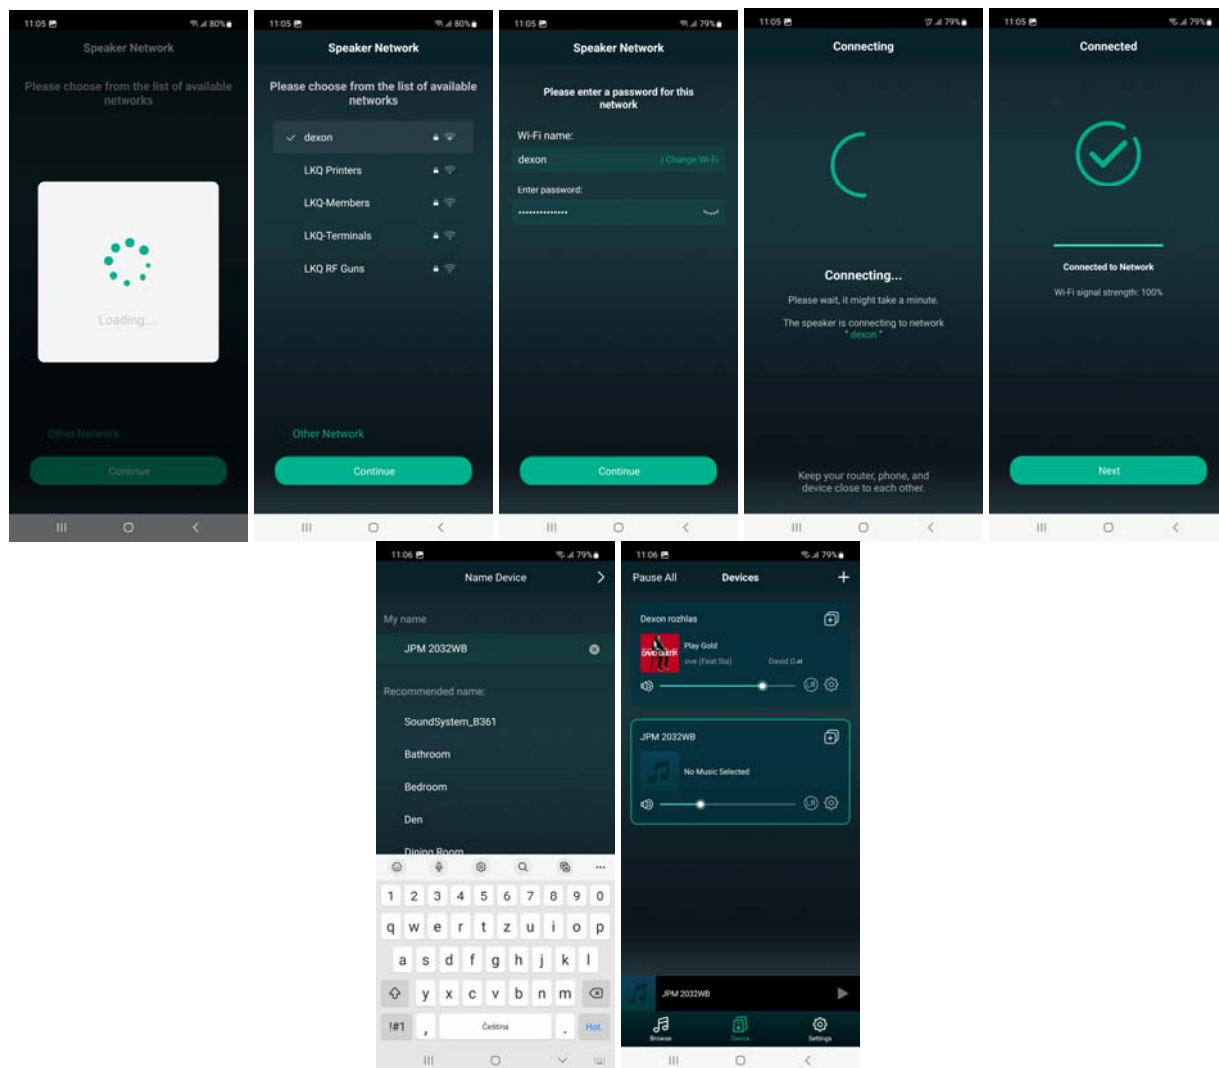 11:05
80%
Speaker Network
Please choose from the list of available
networks
Loading....
Other Network
Continue
11:05
80%
Speaker Network
Please choose from the list of available
networks
dexon
LKQ Printers
LKQ-Members
LKQ-Terminals
LKQ RF Guns
Other Network
Continue
11:05
79%
Speaker Network
Please enter a password for this
network
Wi-Fi name:
dexon
Change Wi-Fi
Enter password:
Continue
11:05
79%
Connecting
Connecting...
Please wait, it might take a minute.
The speaker is connecting to network
" dexon "
Keep your router, phone, and
device close to each other.
11:05
79%
Connected
Connected to Network
Wi-Fi signal strength: 100%
Next
11:06
79%
Name Device
My name
JPM 2032WB
Recommended name:
SoundSystem_B361
Bathroom
Bedroom
Den
Dining Room
1 2 3 4 5 6 7 8 9 0
q w e r t z u i o p
a s d f g h j k l
y x c v b n m
!#1 , Čeština . Hot.
11:06
79%
Pause All
Devices
Dexon rozhlas
DAVID GUETTA
Play Gold
ove (Feat Sia)
David G
LR
JPM 2032WB
No Music Selected
LR
JPM 2032WB
Browse
Device
Settings